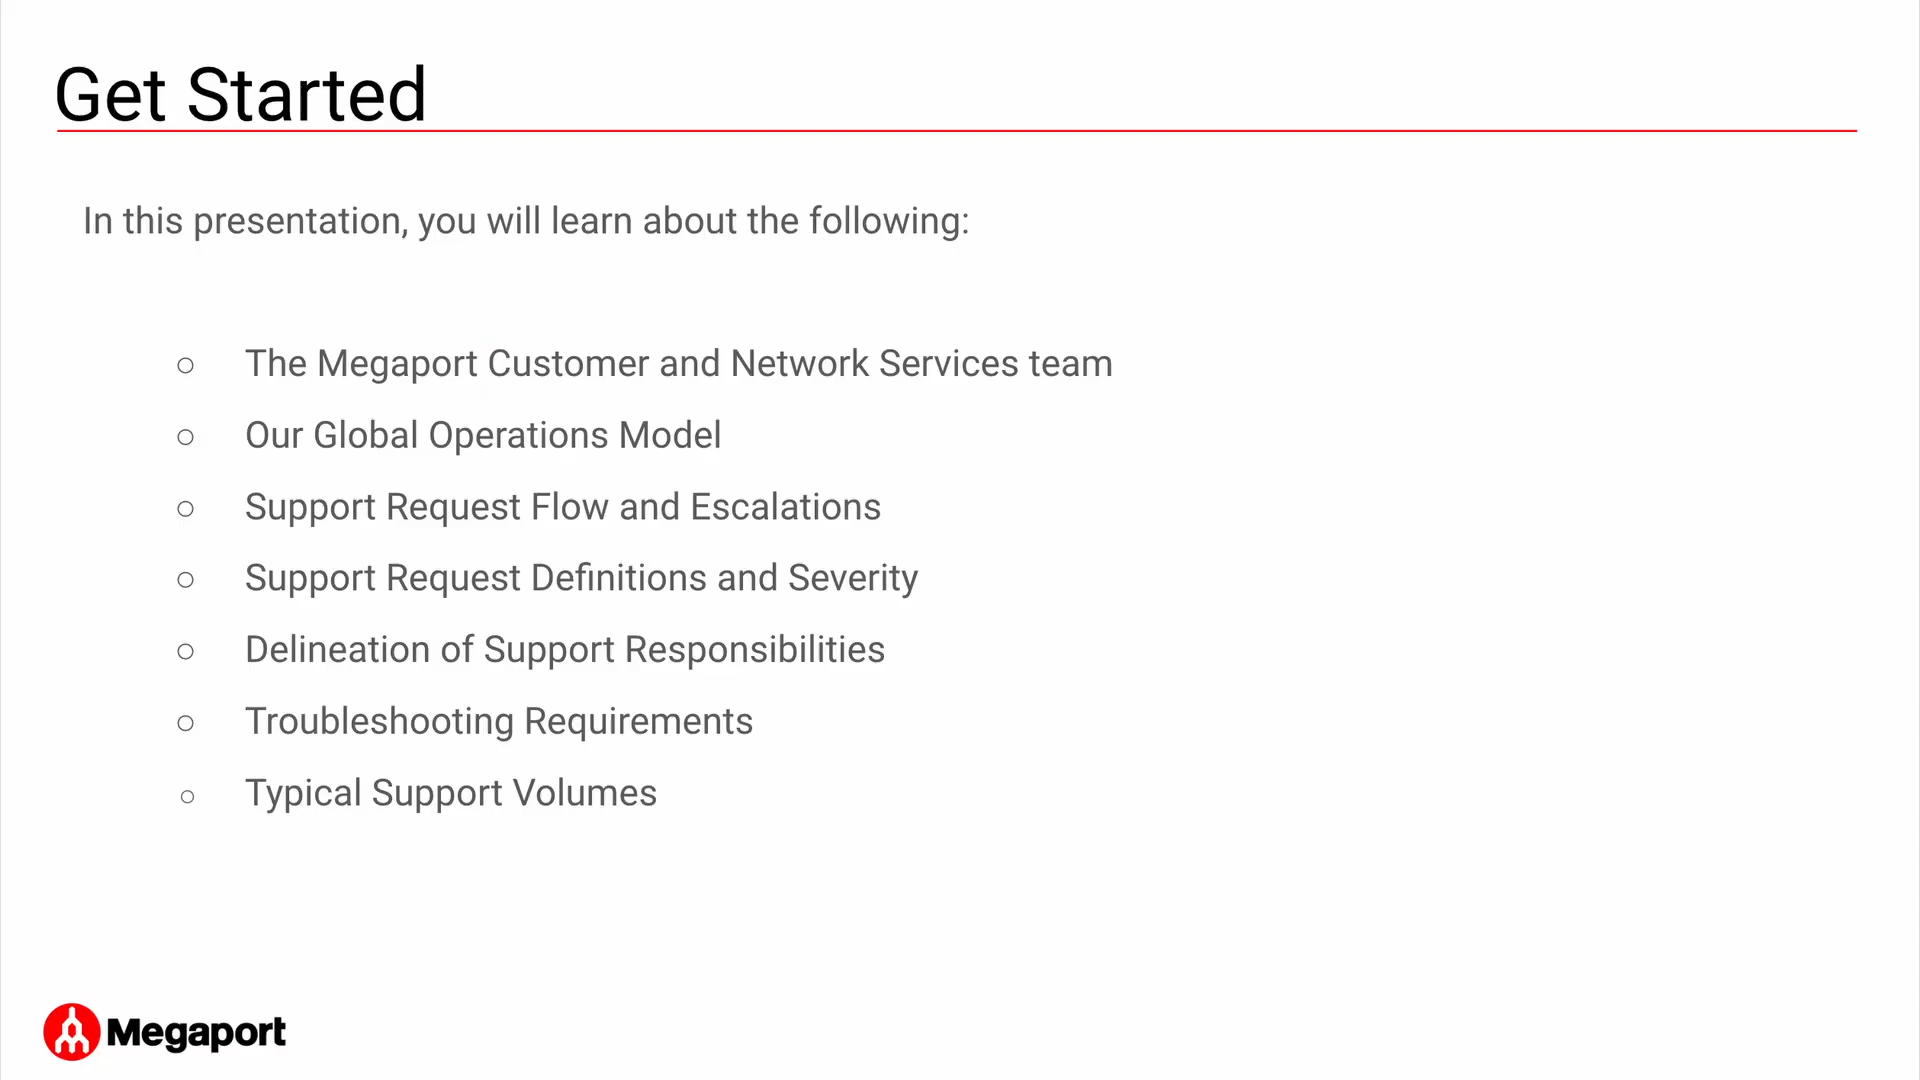 Get Started
In this presentation, you will learn about the following:
○ The Megaport Customer and Network Services team
○ Our Global Operations Model
○ Support Request Flow and Escalations
○ Support Request Definitions and Severity
○ Delineation of Support Responsibilities
○ Troubleshooting Requirements
○ Typical Support Volumes
Megaport